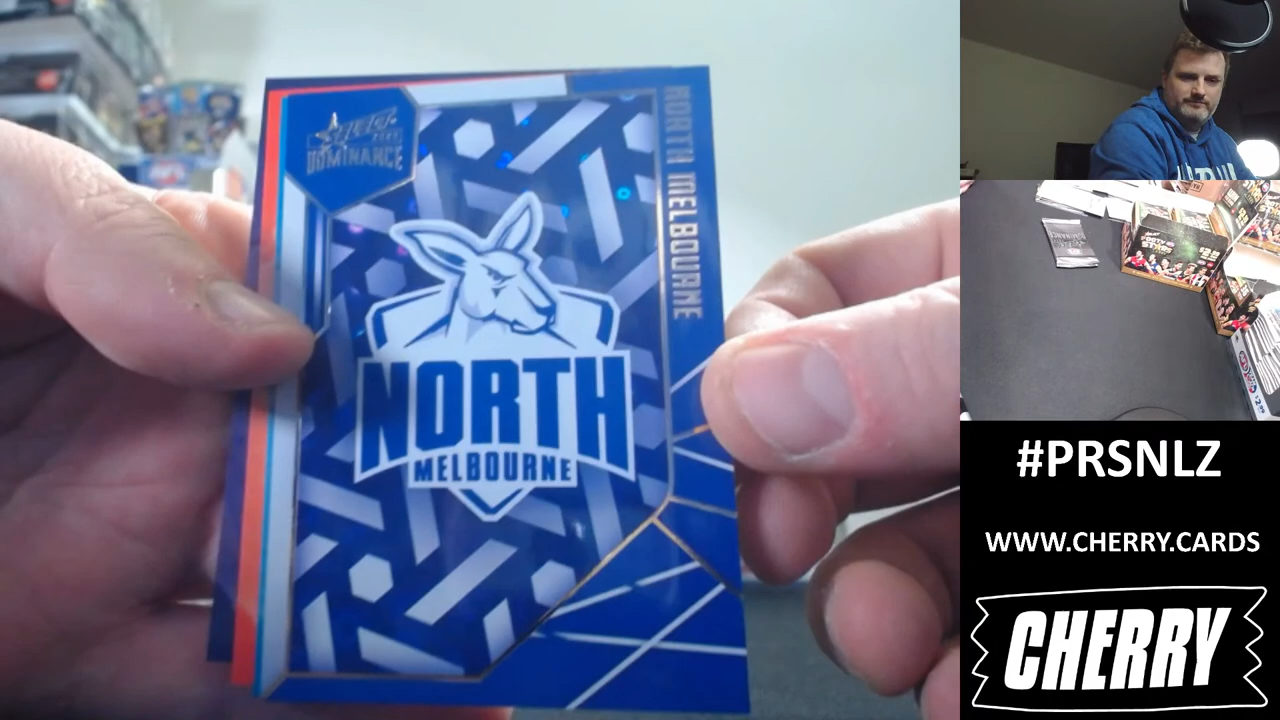 SELECT
DOMINANCE
NORTH MELBOURNE
NORTH
MELBOURNE
#PRSNLZ
WWW.CHERRY.CARDS
CHERRY